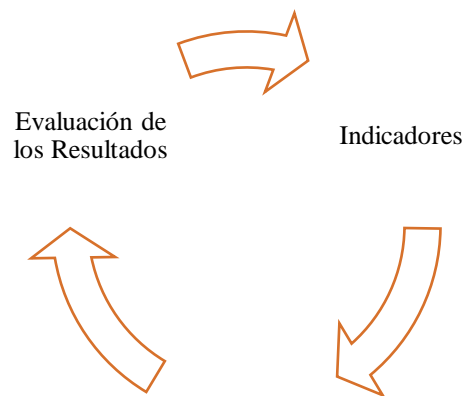 Evaluación de
los Resultados
Indicadores